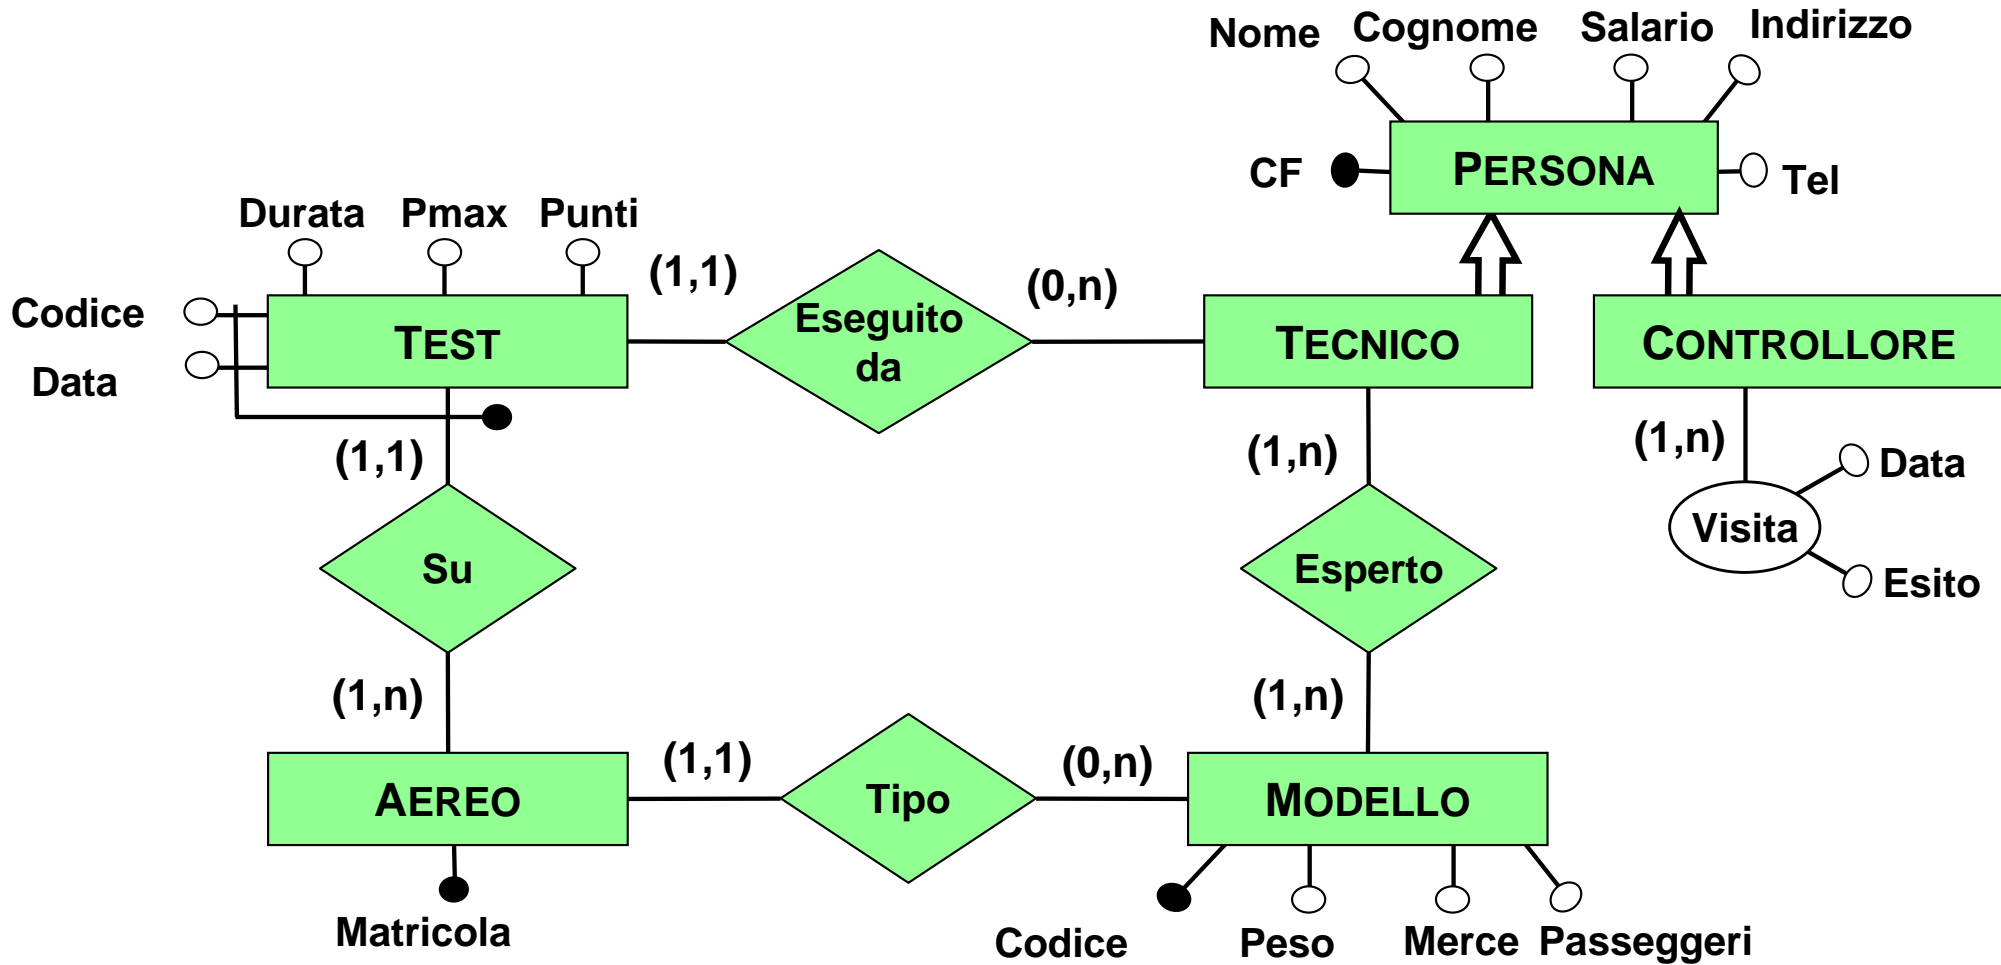 Nome Cognome Salario Indirizzo
CF PERSONA Tel
Durata Pmax Punti
Codice
Data
TEST
(1,1)
Eseguito
da
(0,n)
TECNICO
CONTROLLORE
(1,1)
(1,n)
(1,n)
Data
Visita
Esito
Su
Esperto
(1,n)
(1,n)
AEREO
(1,1)
Tipo
(0,n)
MODELLO
Matricola
Codice Peso Merce Passeggeri